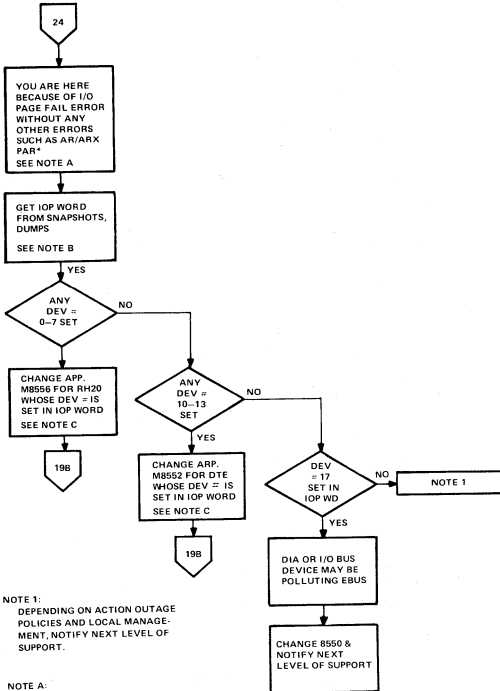 24
YOU ARE HERE
BECAUSE OF I/O
PAGE FAIL ERROR
WITHOUT ANY
OTHER ERRORS
SUCH AS AR/ARX
PAR*
SEE NOTE A
GET IOP WORD
FROM SNAPSHOTS,
DUMPS
SEE NOTE B
YES
ANY
DEV =
0–7 SET
NO
CHANGE APP.
M8556 FOR RH20
WHOSE DEV = IS
SET IN IOP WORD
SEE NOTE C
19B
ANY
DEV =
10–13
SET
NO
YES
CHANGE ARP.
M8552 FOR DTE
WHOSE DEV = IS
SET IN IOP WORD
SEE NOTE C
19B
DEV
= 17
SET IN
IOP WD
NO
NOTE 1
YES
DIA OR I/O BUS
DEVICE MAY BE
POLLUTING EBUS
CHANGE 8550 &
NOTIFY NEXT
LEVEL OF SUPPORT
NOTE 1:
DEPENDING ON ACTION OUTAGE
POLICIES AND LOCAL MANAGE-
MENT, NOTIFY NEXT LEVEL OF
SUPPORT.
NOTE A: